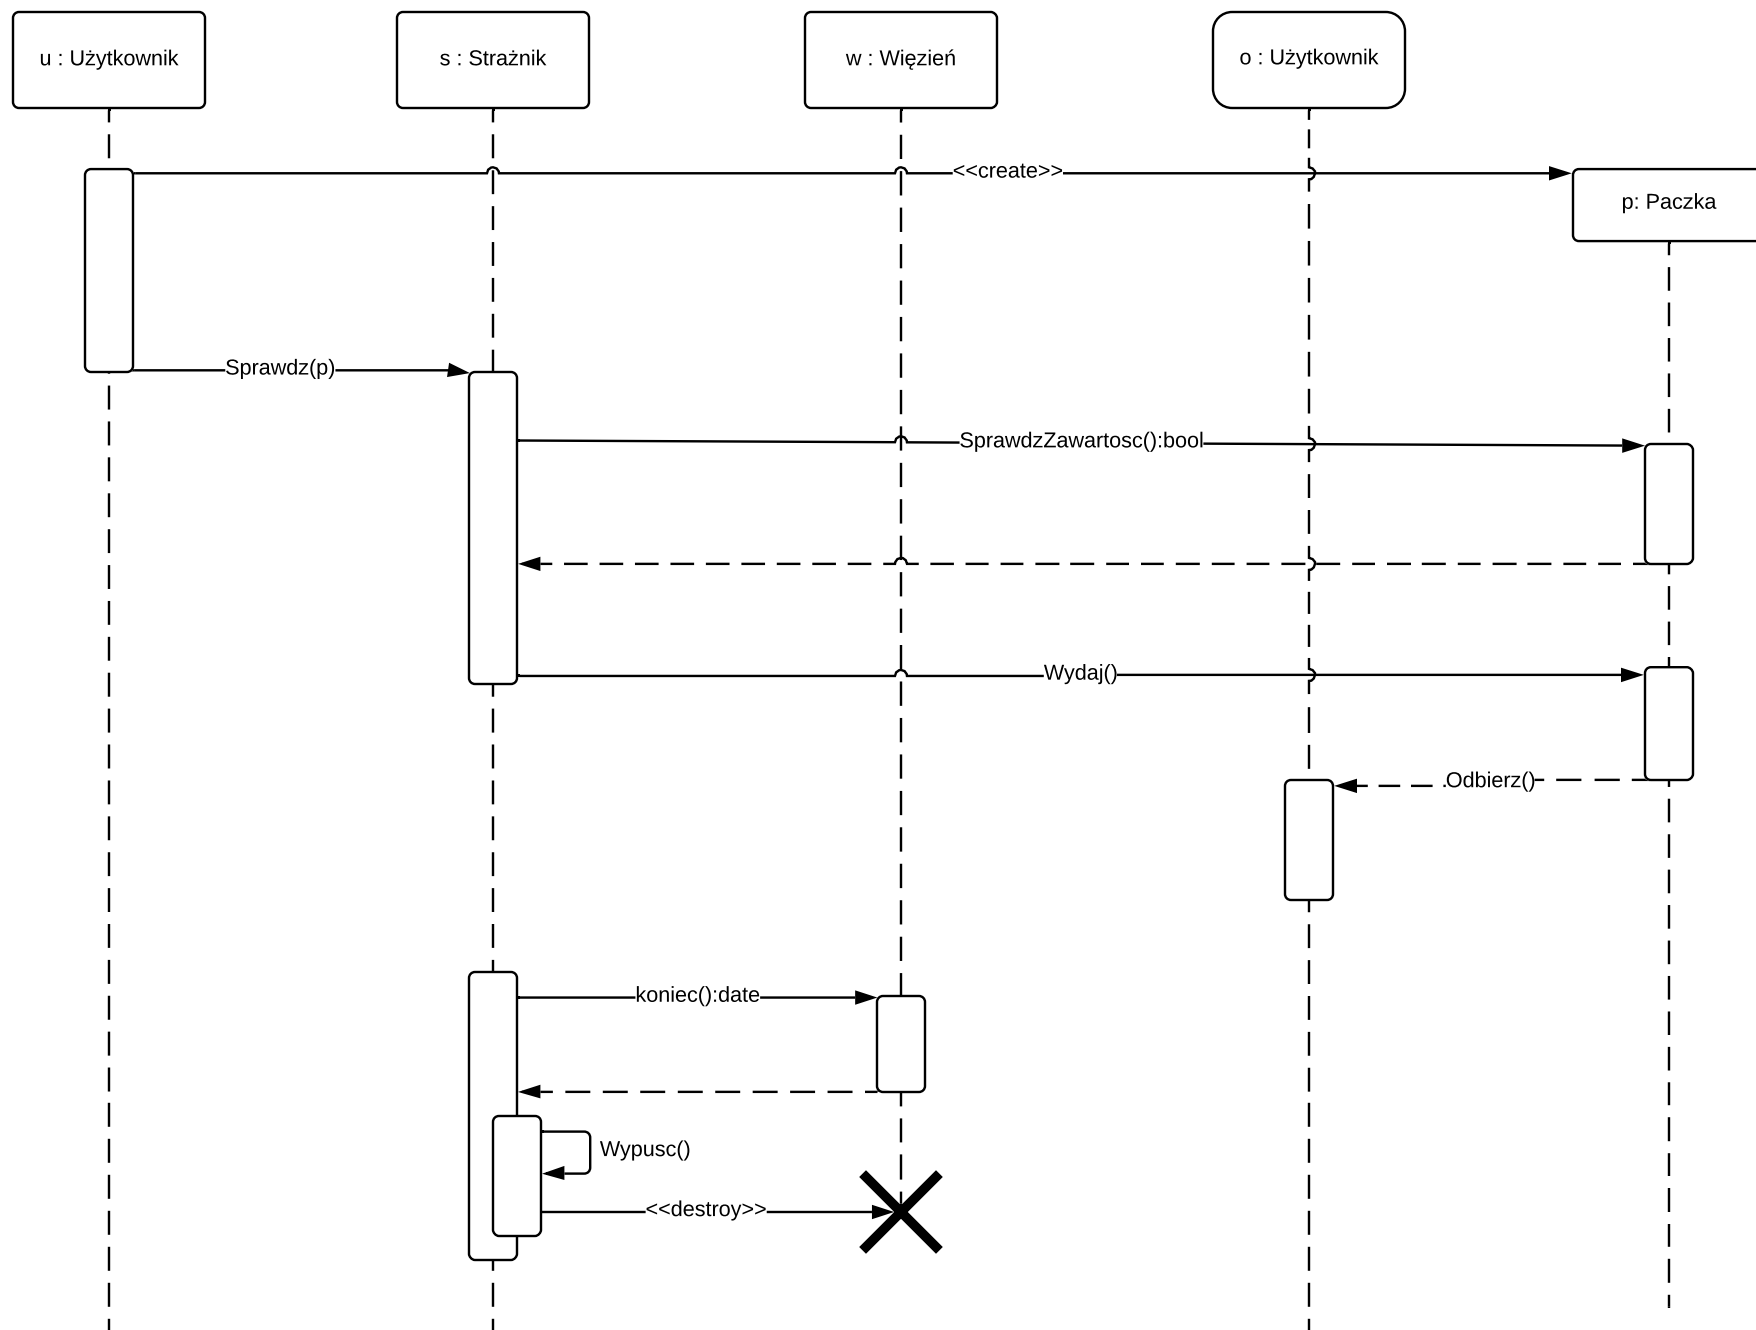 u : Użytkownik
s : Strażnik
w : Więzień
o : Użytkownik
<<create>>
p: Paczka
Sprawdz(p)
SprawdzZawartosc():bool
Wydaj()
Odbierz()
koniec():date
Wypusc()
<<destroy>>